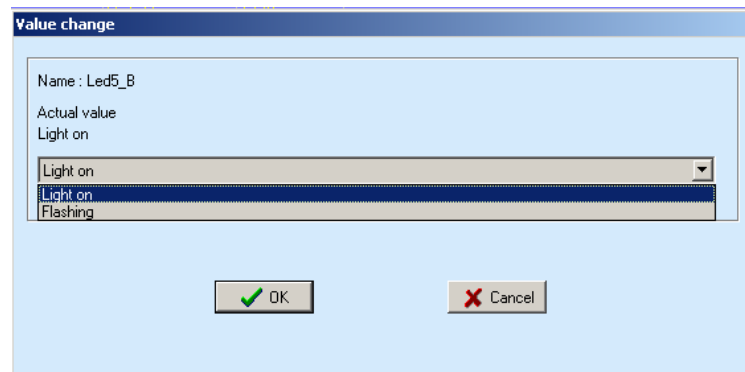 Value change
Name : Led5_B
Actual value
Light on
Light on
Light on
Flashing
OK
Cancel